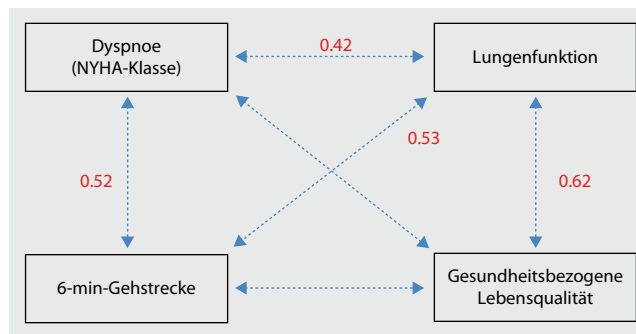 Dyspnoe
(NYHA-Klasse)
0.42
Lungenfunktion
0.52
0.53
0.62
6-min-Gehstrecke
Gesundheitsbezogene
Lebensqualität